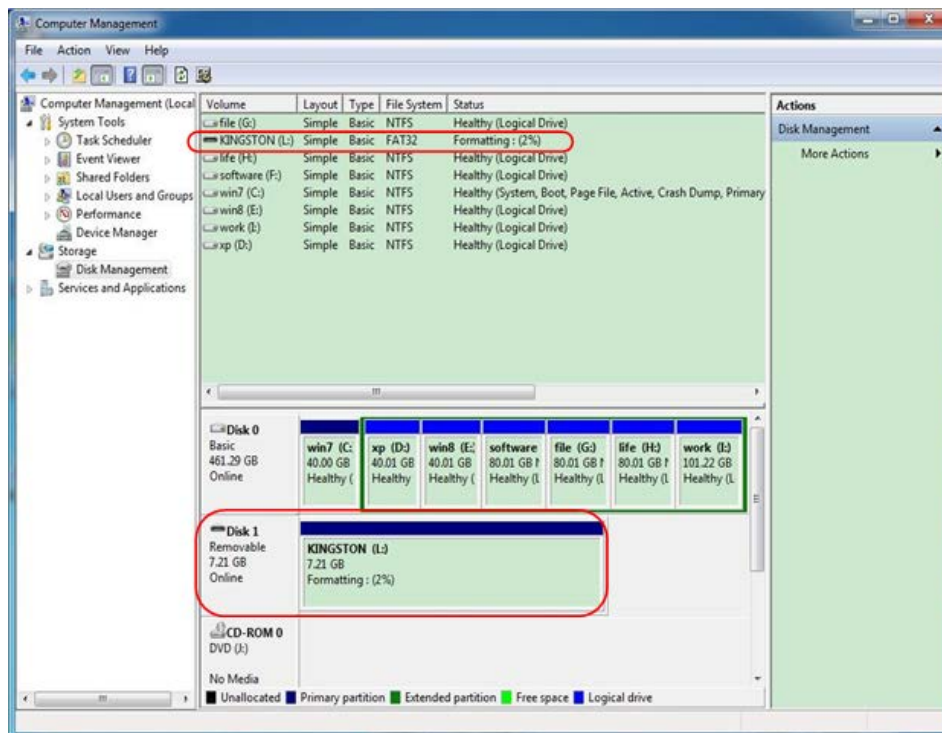 Computer Management
File Action View Help
Computer Management (Local
System Tools
Task Scheduler
Event Viewer
Shared Folders
Local Users and Groups
Performance
Device Manager
Storage
Disk Management
Services and Applications
Volume Layout Type File System Status
file (G:) Simple Basic NTFS Healthy (Logical Drive)
KINGSTON (L:) Simple Basic FAT32 Formatting : (2%)
life (H:) Simple Basic NTFS Healthy (Logical Drive)
software (F:) Simple Basic NTFS Healthy (Logical Drive)
win7 (C:) Simple Basic NTFS Healthy (System, Boot, Page File, Active, Crash Dump, Primary
win8 (E:) Simple Basic NTFS Healthy (Logical Drive)
work (I:) Simple Basic NTFS Healthy (Logical Drive)
xp (D:) Simple Basic NTFS Healthy (Logical Drive)
Disk 0
Basic
461.29 GB
Online
win7 (C:
40.00 GB
Healthy (
xp (D:)
40.01 GB
Healthy
win8 (E:
40.01 GB
Healthy (
software
80.01 GB
Healthy (L
file (G:)
80.01 GB
Healthy (L
life (H:)
80.01 GB
Healthy (L
work (I:)
101.22 GB
Healthy (L
Disk 1
Removable
7.21 GB
Online
KINGSTON (L:)
7.21 GB
Formatting : (2%)
CD-ROM 0
DVD (J:)
No Media
Unallocated Primary partition Extended partition Free space Logical drive
Actions
Disk Management
More Actions